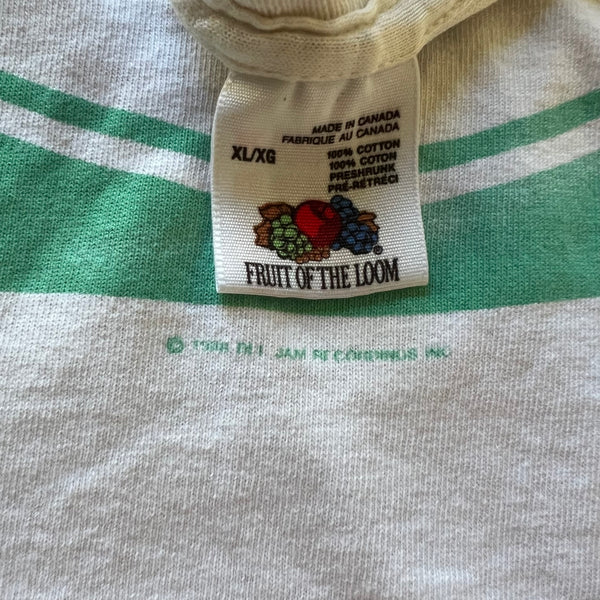 MADE IN CANADA
FABRIQUE AU CANADA
XL/XG
100% COTTON
100% COTON
PRESHRUNK
PRÉ-RÉTRÉCI
®
FRUIT OF THE LOOM
© JAM RECORDINGS INC